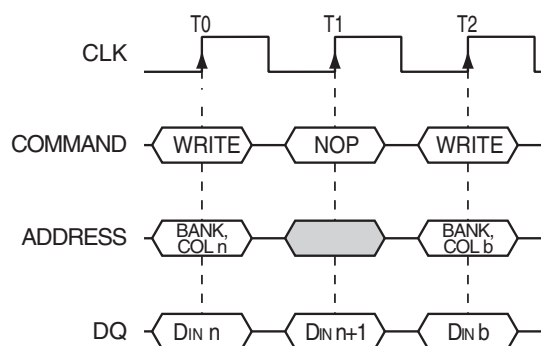 T0 T1 T2
CLK
COMMAND WRITE NOP WRITE
ADDRESS BANK, COL n BANK, COL b
DQ DIN n DIN n+1 DIN b